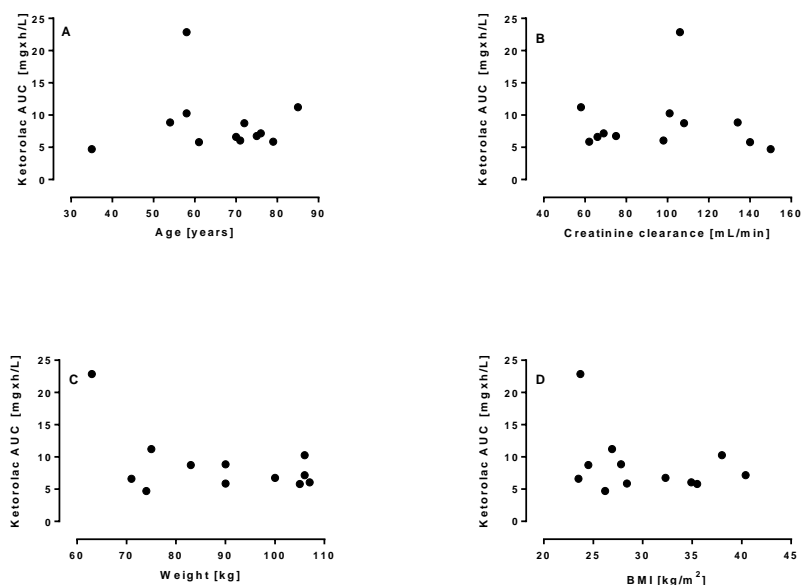 A
Ketorolac AUC [mgxh/L]
25
20
15
10
5
0
30 40 50 60 70 80 90
Age [years]
B
Ketorolac AUC [mgxh/L]
25
20
15
10
5
0
40 60 80 100 120 140 160
Creatinine clearance [mL/min]
C
Ketorolac AUC [mgxh/L]
25
20
15
10
5
0
60 70 80 90 100 110
Weight [kg]
D
Ketorolac AUC [mgxh/L]
25
20
15
10
5
0
20 25 30 35 40 45
BMI [kg/m²]